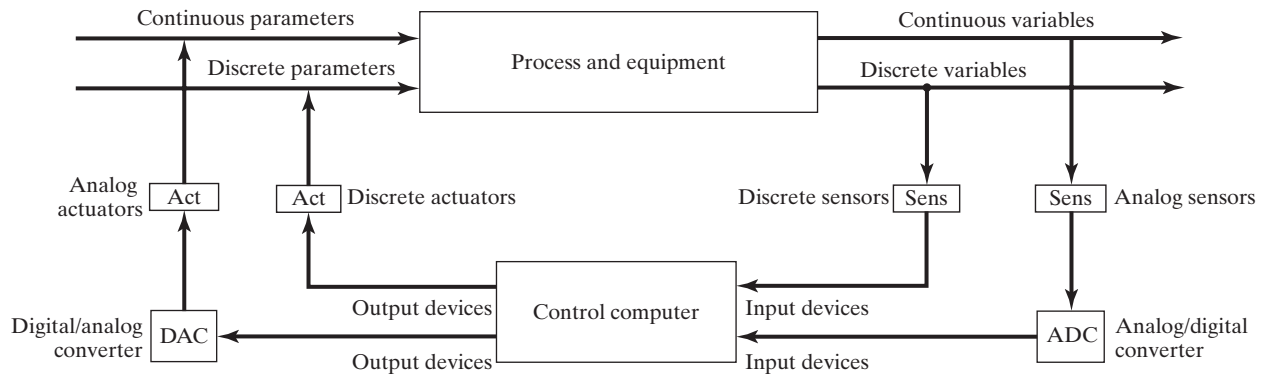 Continuous parameters
Continuous variables
Discrete parameters
Process and equipment
Discrete variables
Analog
actuators
Act
Act
Discrete actuators
Discrete sensors
Sens
Sens
Analog sensors
Output devices
Control computer
Input devices
Digital/analog
converter
DAC
Output devices
Input devices
ADC
Analog/digital
converter